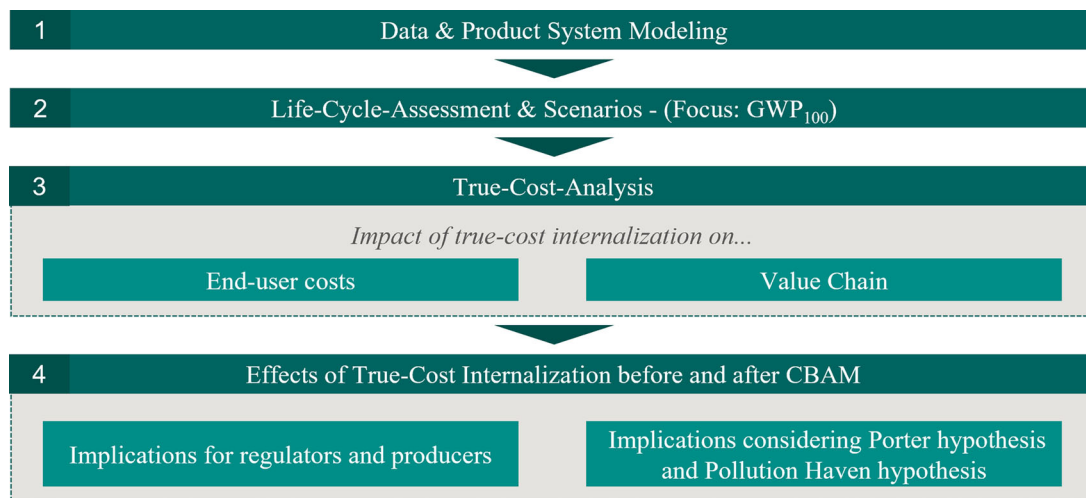 1 Data & Product System Modeling
2 Life-Cycle-Assessment & Scenarios - (Focus: GWP₁₀₀)
3 True-Cost-Analysis
Impact of true-cost internalization on...
End-user costs
Value Chain
4 Effects of True-Cost Internalization before and after CBAM
Implications for regulators and producers
Implications considering Porter hypothesis
and Pollution Haven hypothesis